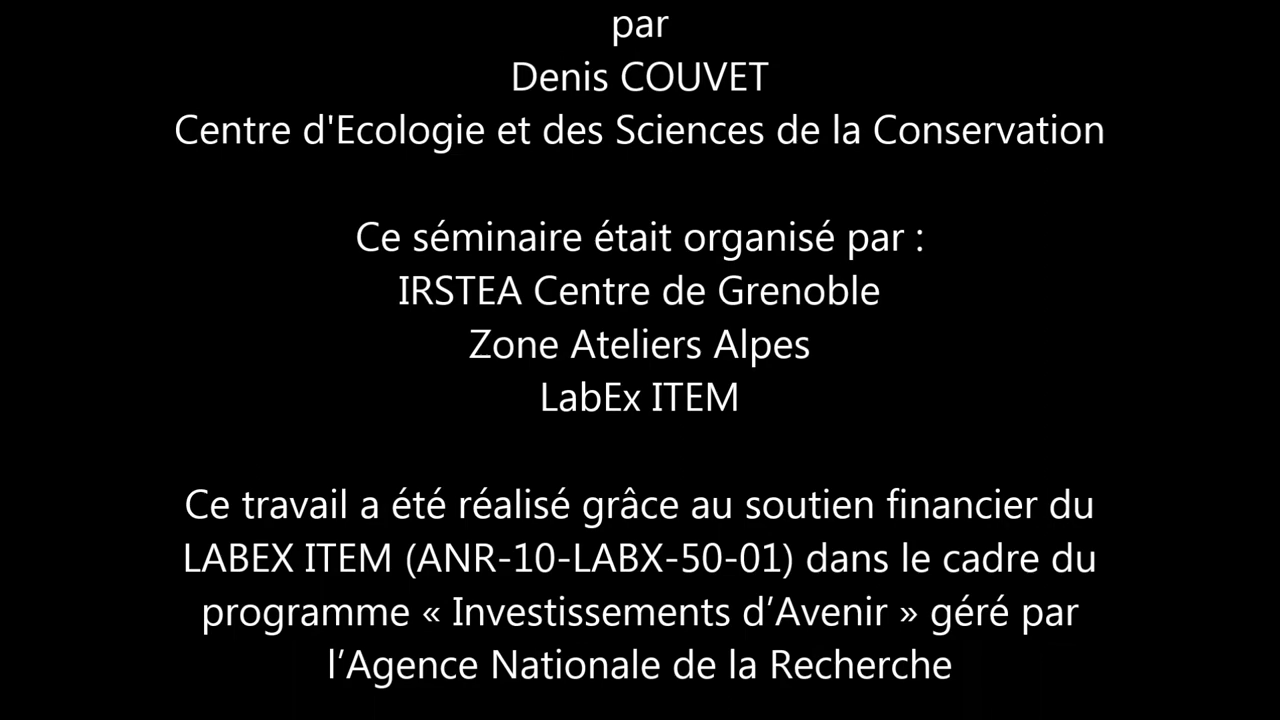 par
Denis COUVET
Centre d'Ecologie et des Sciences de la Conservation
Ce séminaire était organisé par :
IRSTEA Centre de Grenoble
Zone Ateliers Alpes
LabEx ITEM
Ce travail a été réalisé grâce au soutien financier du
LABEX ITEM (ANR-10-LABX-50-01) dans le cadre du
programme « Investissements d’Avenir » géré par
l’Agence Nationale de la Recherche